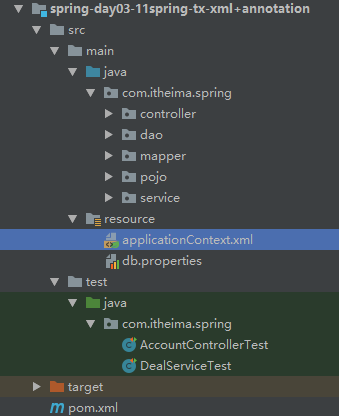 spring-day03-11spring-tx-xml+annotation
src
main
java
com.itheima.spring
controller
dao
mapper
pojo
service
resource
applicationContext.xml
db.properties
test
java
com.itheima.spring
AccountControllerTest
DealServiceTest
target
pom.xml